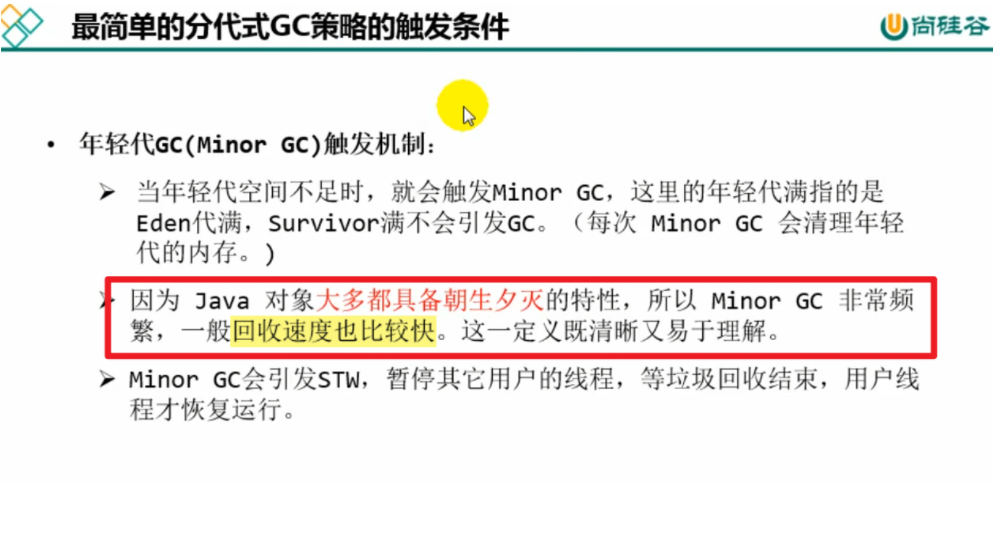 最简单的分代式GC策略的触发条件
尚硅谷
• 年轻代GC(Minor GC)触发机制:
➢ 当年轻代空间不足时，就会触发Minor GC，这里的年轻代满指的是
Eden代满，Survivor满不会引发GC。（每次 Minor GC 会清理年轻
代的内存。)
➢ 因为 Java 对象大多都具备朝生夕灭的特性，所以 Minor GC 非常频
繁，一般回收速度也比较快。这一定义既清晰又易于理解。
➢ Minor GC会引发STW，暂停其它用户的线程，等垃圾回收结束，用户线
程才恢复运行。